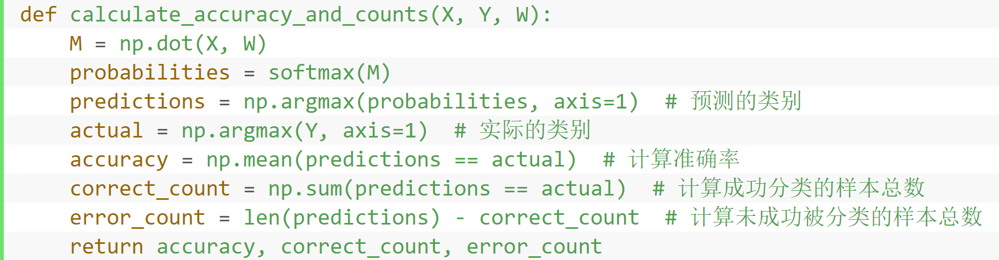 def calculate_accuracy_and_counts(X, Y, W):
    M = np.dot(X, W)
    probabilities = softmax(M)
    predictions = np.argmax(probabilities, axis=1)  # 预测的类别
    actual = np.argmax(Y, axis=1)  # 实际的类别
    accuracy = np.mean(predictions == actual)  # 计算准确率
    correct_count = np.sum(predictions == actual)  # 计算成功分类的样本总数
    error_count = len(predictions) - correct_count  # 计算未成功被分类的样本总数
    return accuracy, correct_count, error_count